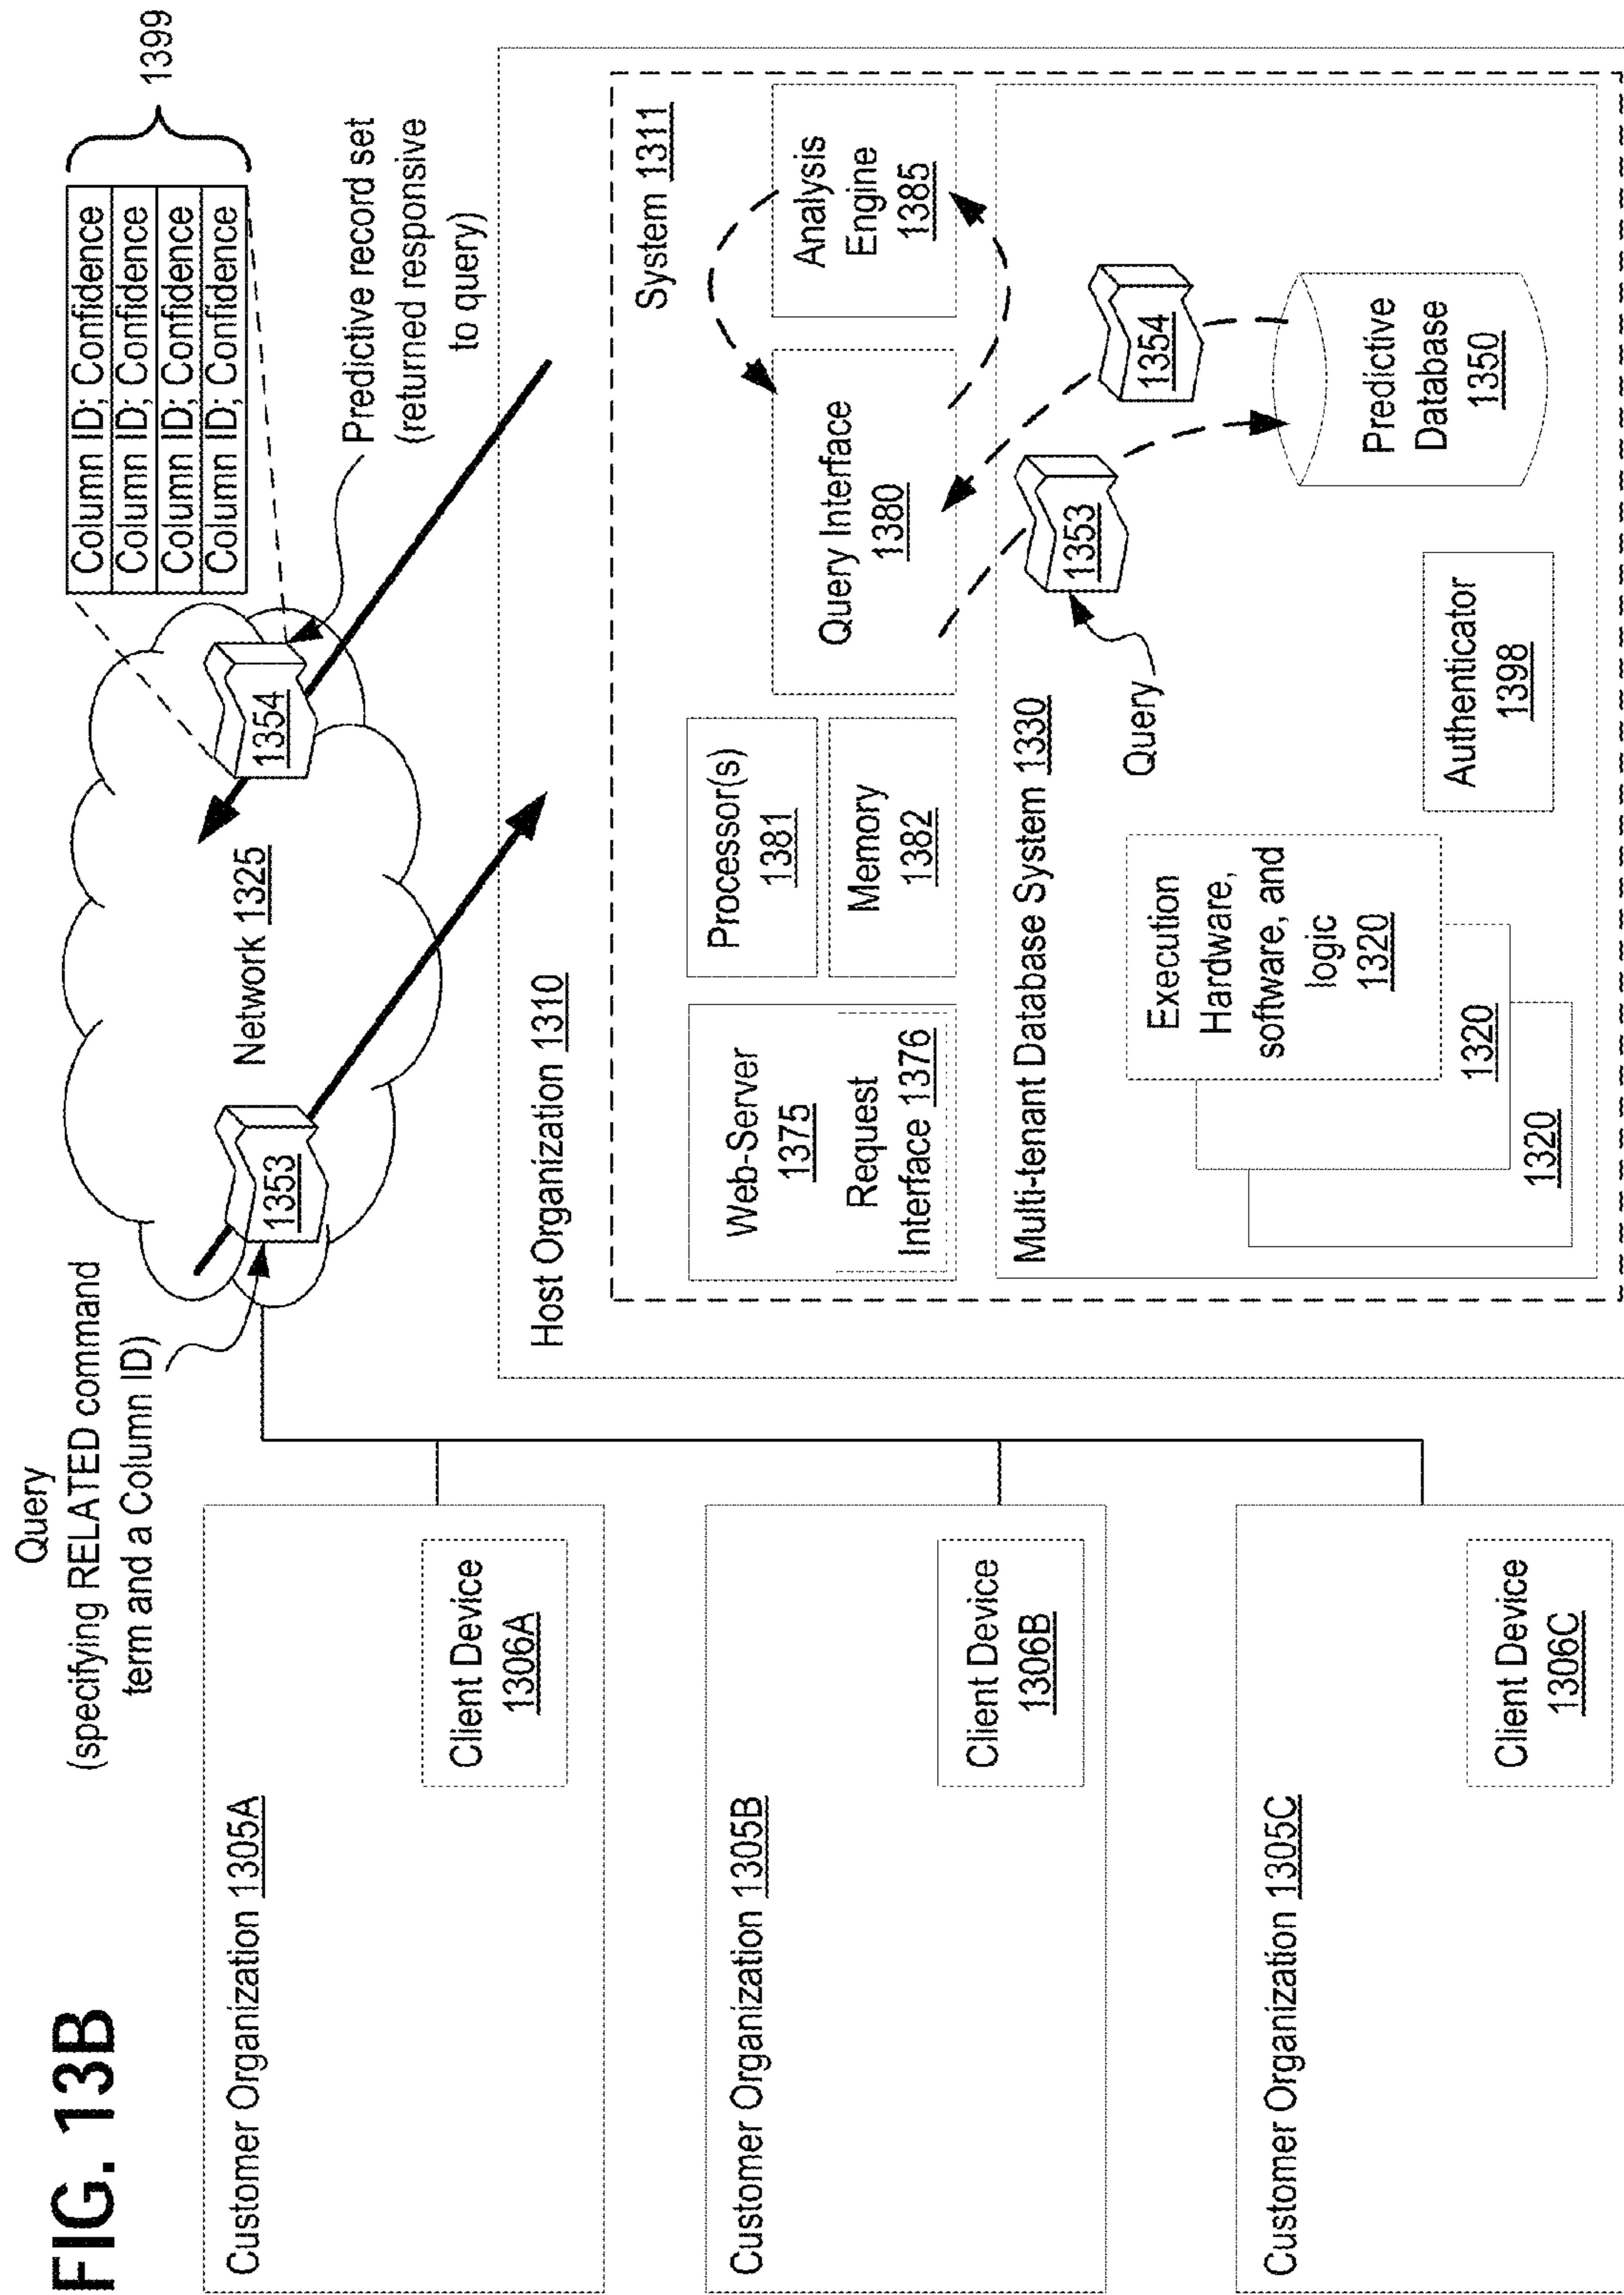 FIG. 13B
Query
(specifying RELATED command
term and a Column ID)
Customer Organization 1305A
Client Device
1306A
Customer Organization 1305B
Client Device
1306B
Customer Organization 1305C
Client Device
1306C
1353
Network 1325
1354
Column ID; Confidence
Column ID; Confidence
Column ID; Confidence
Column ID; Confidence
1399
Predictive record set
(returned responsive
to query)
Host Organization 1310
System 1311
Web-Server
1375
Request
Interface 1376
Processor(s)
1381
Memory
1382
Query Interface
1380
Analysis
Engine
1385
Multi-tenant Database System 1330
Query
1353
1354
Execution
Hardware,
software, and
logic
1320
1320
1320
Authenticator
1398
Predictive
Database
1350